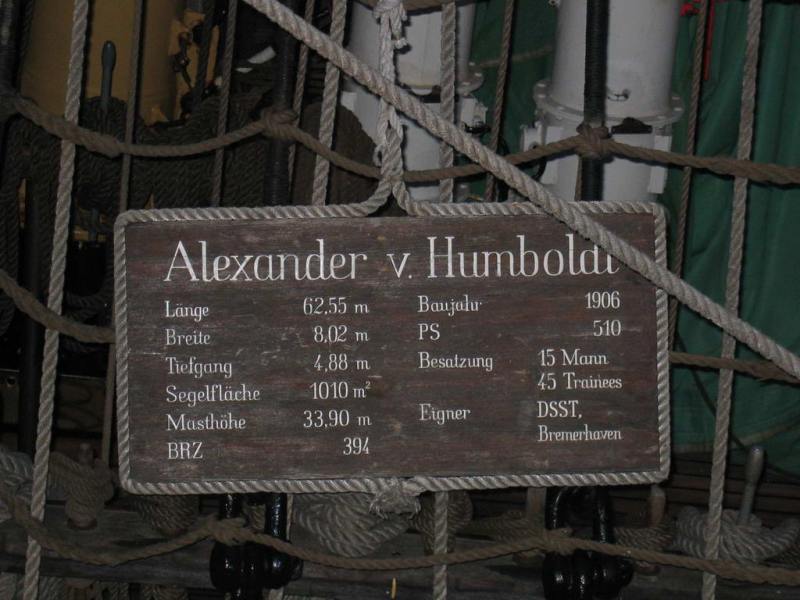 Alexander v. Humboldt
Länge 62,55 m
Breite 8,02 m
Tiefgang 4,88 m
Segelfläche 1010 m²
Masthöhe 33,90 m
BRZ 394
Baujahr 1906
PS 510
Besatzung 15 Mann
45 Trainees
Eigner DSST,
Bremerhaven